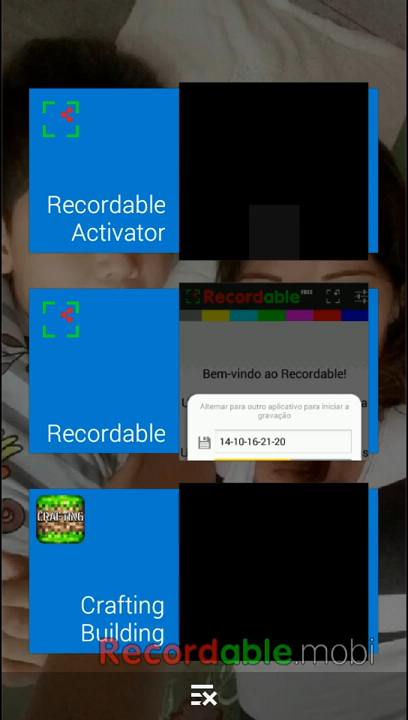 Recordable
Activator
Recordable FREE
Bem-vindo ao Recordable!
Alternar para outro aplicativo para iniciar a
gravação
14-10-16-21-20
Recordable
CRAFTING
Crafting
Building
Recordable.mobi